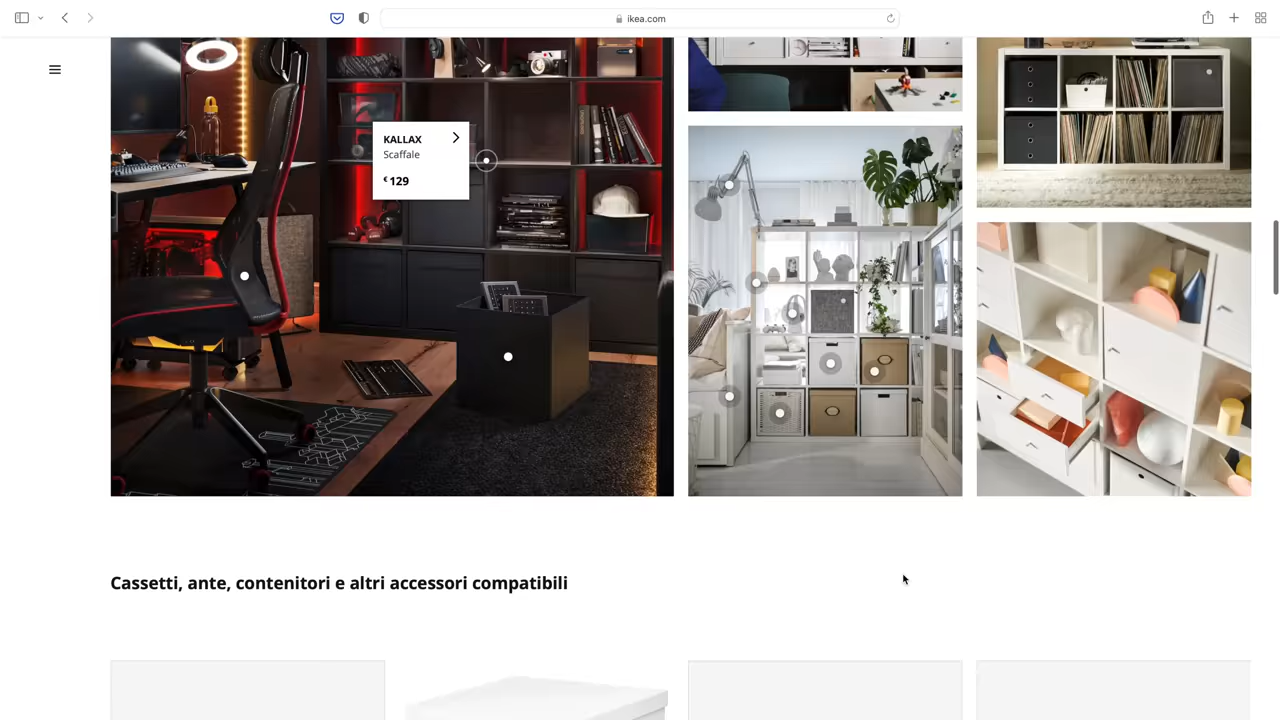 ikea.com
KALLAX
Scaffale
€129
Cassetti, ante, contenitori e altri accessori compatibili